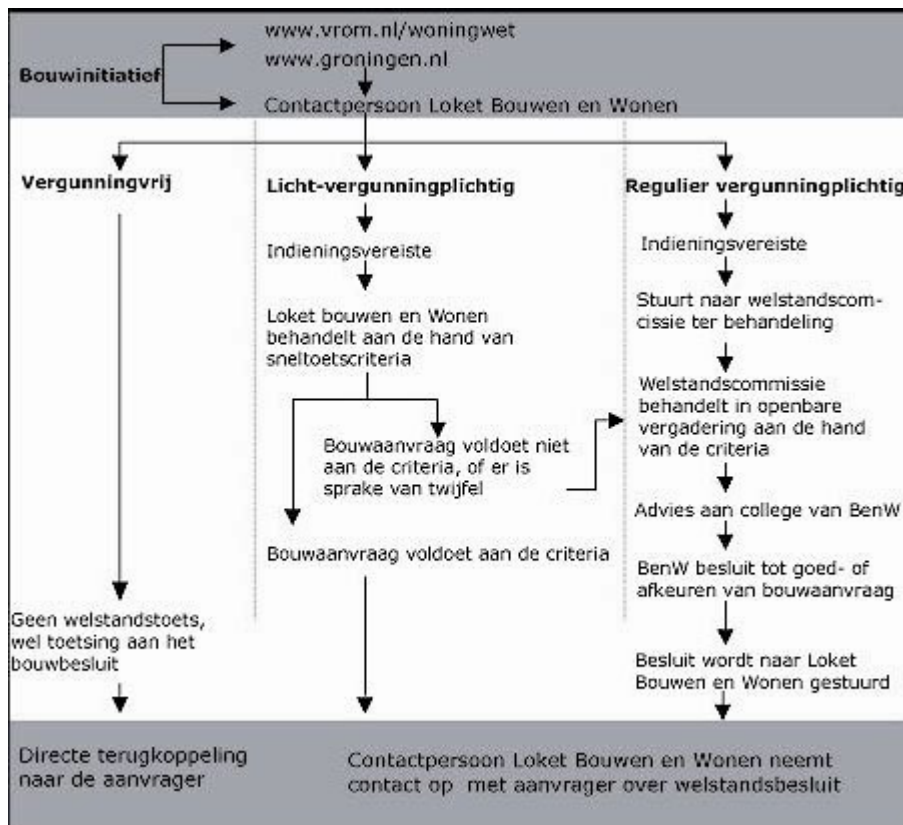 www.vrom.nl/woningwet
www.groningen.nl
Bouwinitiatief
Contactpersoon Loket Bouwen en Wonen
Vergunningvrij
Geen welstandstoets,
wel toetsing aan het
bouwbesluit
Directe terugkoppeling
naar de aanvrager
Licht-vergunningplichtig
Indieningsvereiste
Loket bouwen en Wonen
behandelt aan de hand van
sneltoetscriteria
Bouwaanvraag voldoet niet
aan de criteria, of er is
sprake van twijfel
Bouwaanvraag voldoet aan de criteria
Regulier vergunningplichtig
Indieningsvereiste
Stuurt naar welstandscom-
cissie ter behandeling
Welstandscommissie
behandelt in openbare
vergadering aan de hand
van de criteria
Advies aan college van BenW
BenW besluit tot goed- of
afkeuren van bouwaanvraag
Besluit wordt naar Loket
Bouwen en Wonen gestuurd
Contactpersoon Loket Bouwen en Wonen neemt
contact op met aanvrager over welstandsbesluit